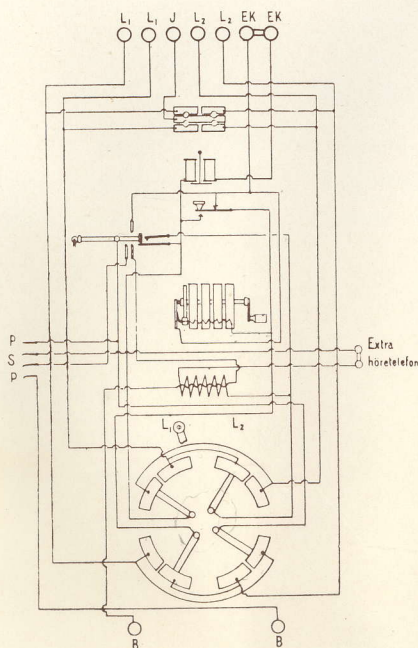 L₁ L₁ J L₂ L₂ EK EK
P
S
P
Extra
höretelefon
L₁ L₂
B B